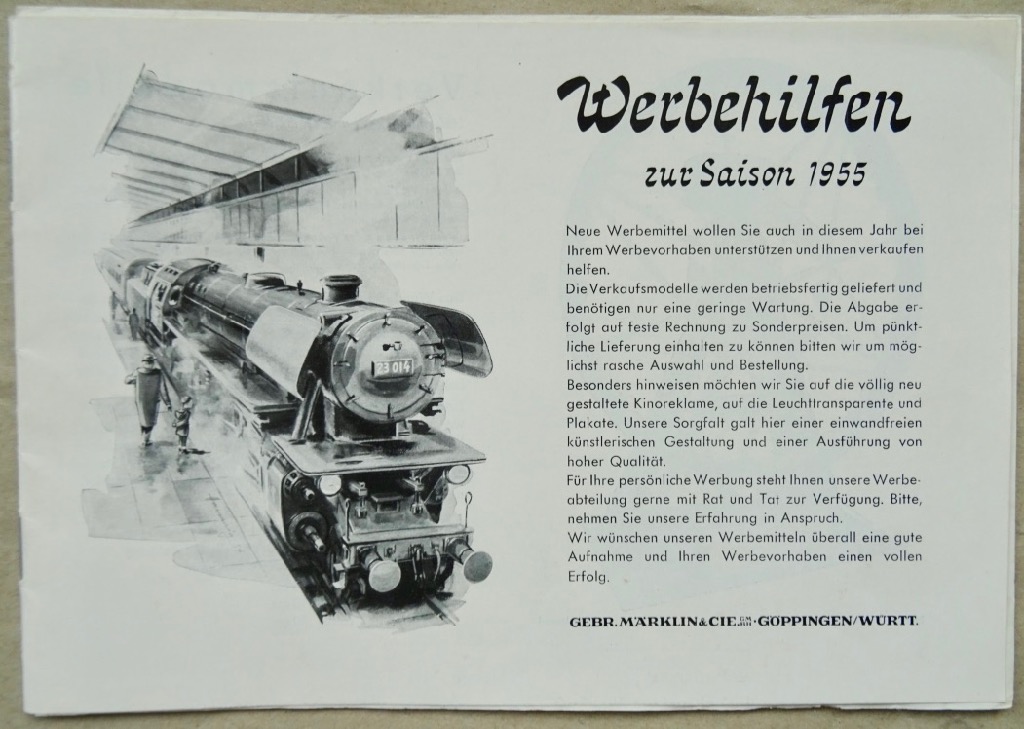 Werbehilfen
zur Saison 1955
Neue Werbemittel wollen Sie auch in diesem Jahr bei
Ihrem Werbevorhaben unterstützen und Ihnen verkaufen
helfen.
Die Verkaufsmodelle werden betriebsfertig geliefert und
benötigen nur eine geringe Wartung. Die Abgabe er-
folgt auf feste Rechnung zu Sonderpreisen. Um pünkt-
liche Lieferung einhalten zu können bitten wir um mög-
lichst rasche Auswahl und Bestellung.
Besonders hinweisen möchten wir Sie auf die völlig neu
gestaltete Kinoreklame, auf die Leuchttransparente und
Plakate. Unsere Sorgfalt galt hier einer einwandfreien
künstlerischen Gestaltung und einer Ausführung von
hoher Qualität.
Für Ihre persönliche Werbung steht Ihnen unsere Werbe-
abteilung gerne mit Rat und Tat zur Verfügung. Bitte,
nehmen Sie unsere Erfahrung in Anspruch.
Wir wünschen unseren Werbemitteln überall eine gute
Aufnahme und Ihren Werbevorhaben einen vollen
Erfolg.
GEBR. MÄRKLIN & CIE. GMBH · GÖPPINGEN/WÜRTT.
23 014